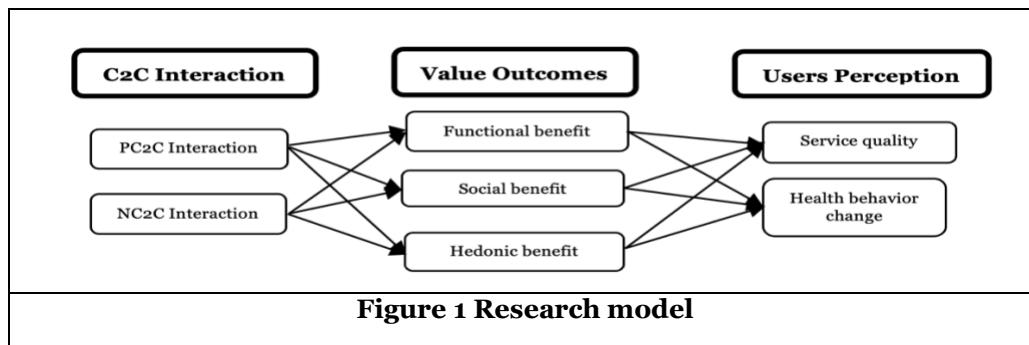 C2C Interaction
Value Outcomes
Users Perception
PC2C Interaction
NC2C Interaction
Functional benefit
Social benefit
Hedonic benefit
Service quality
Health behavior
change
Figure 1 Research model